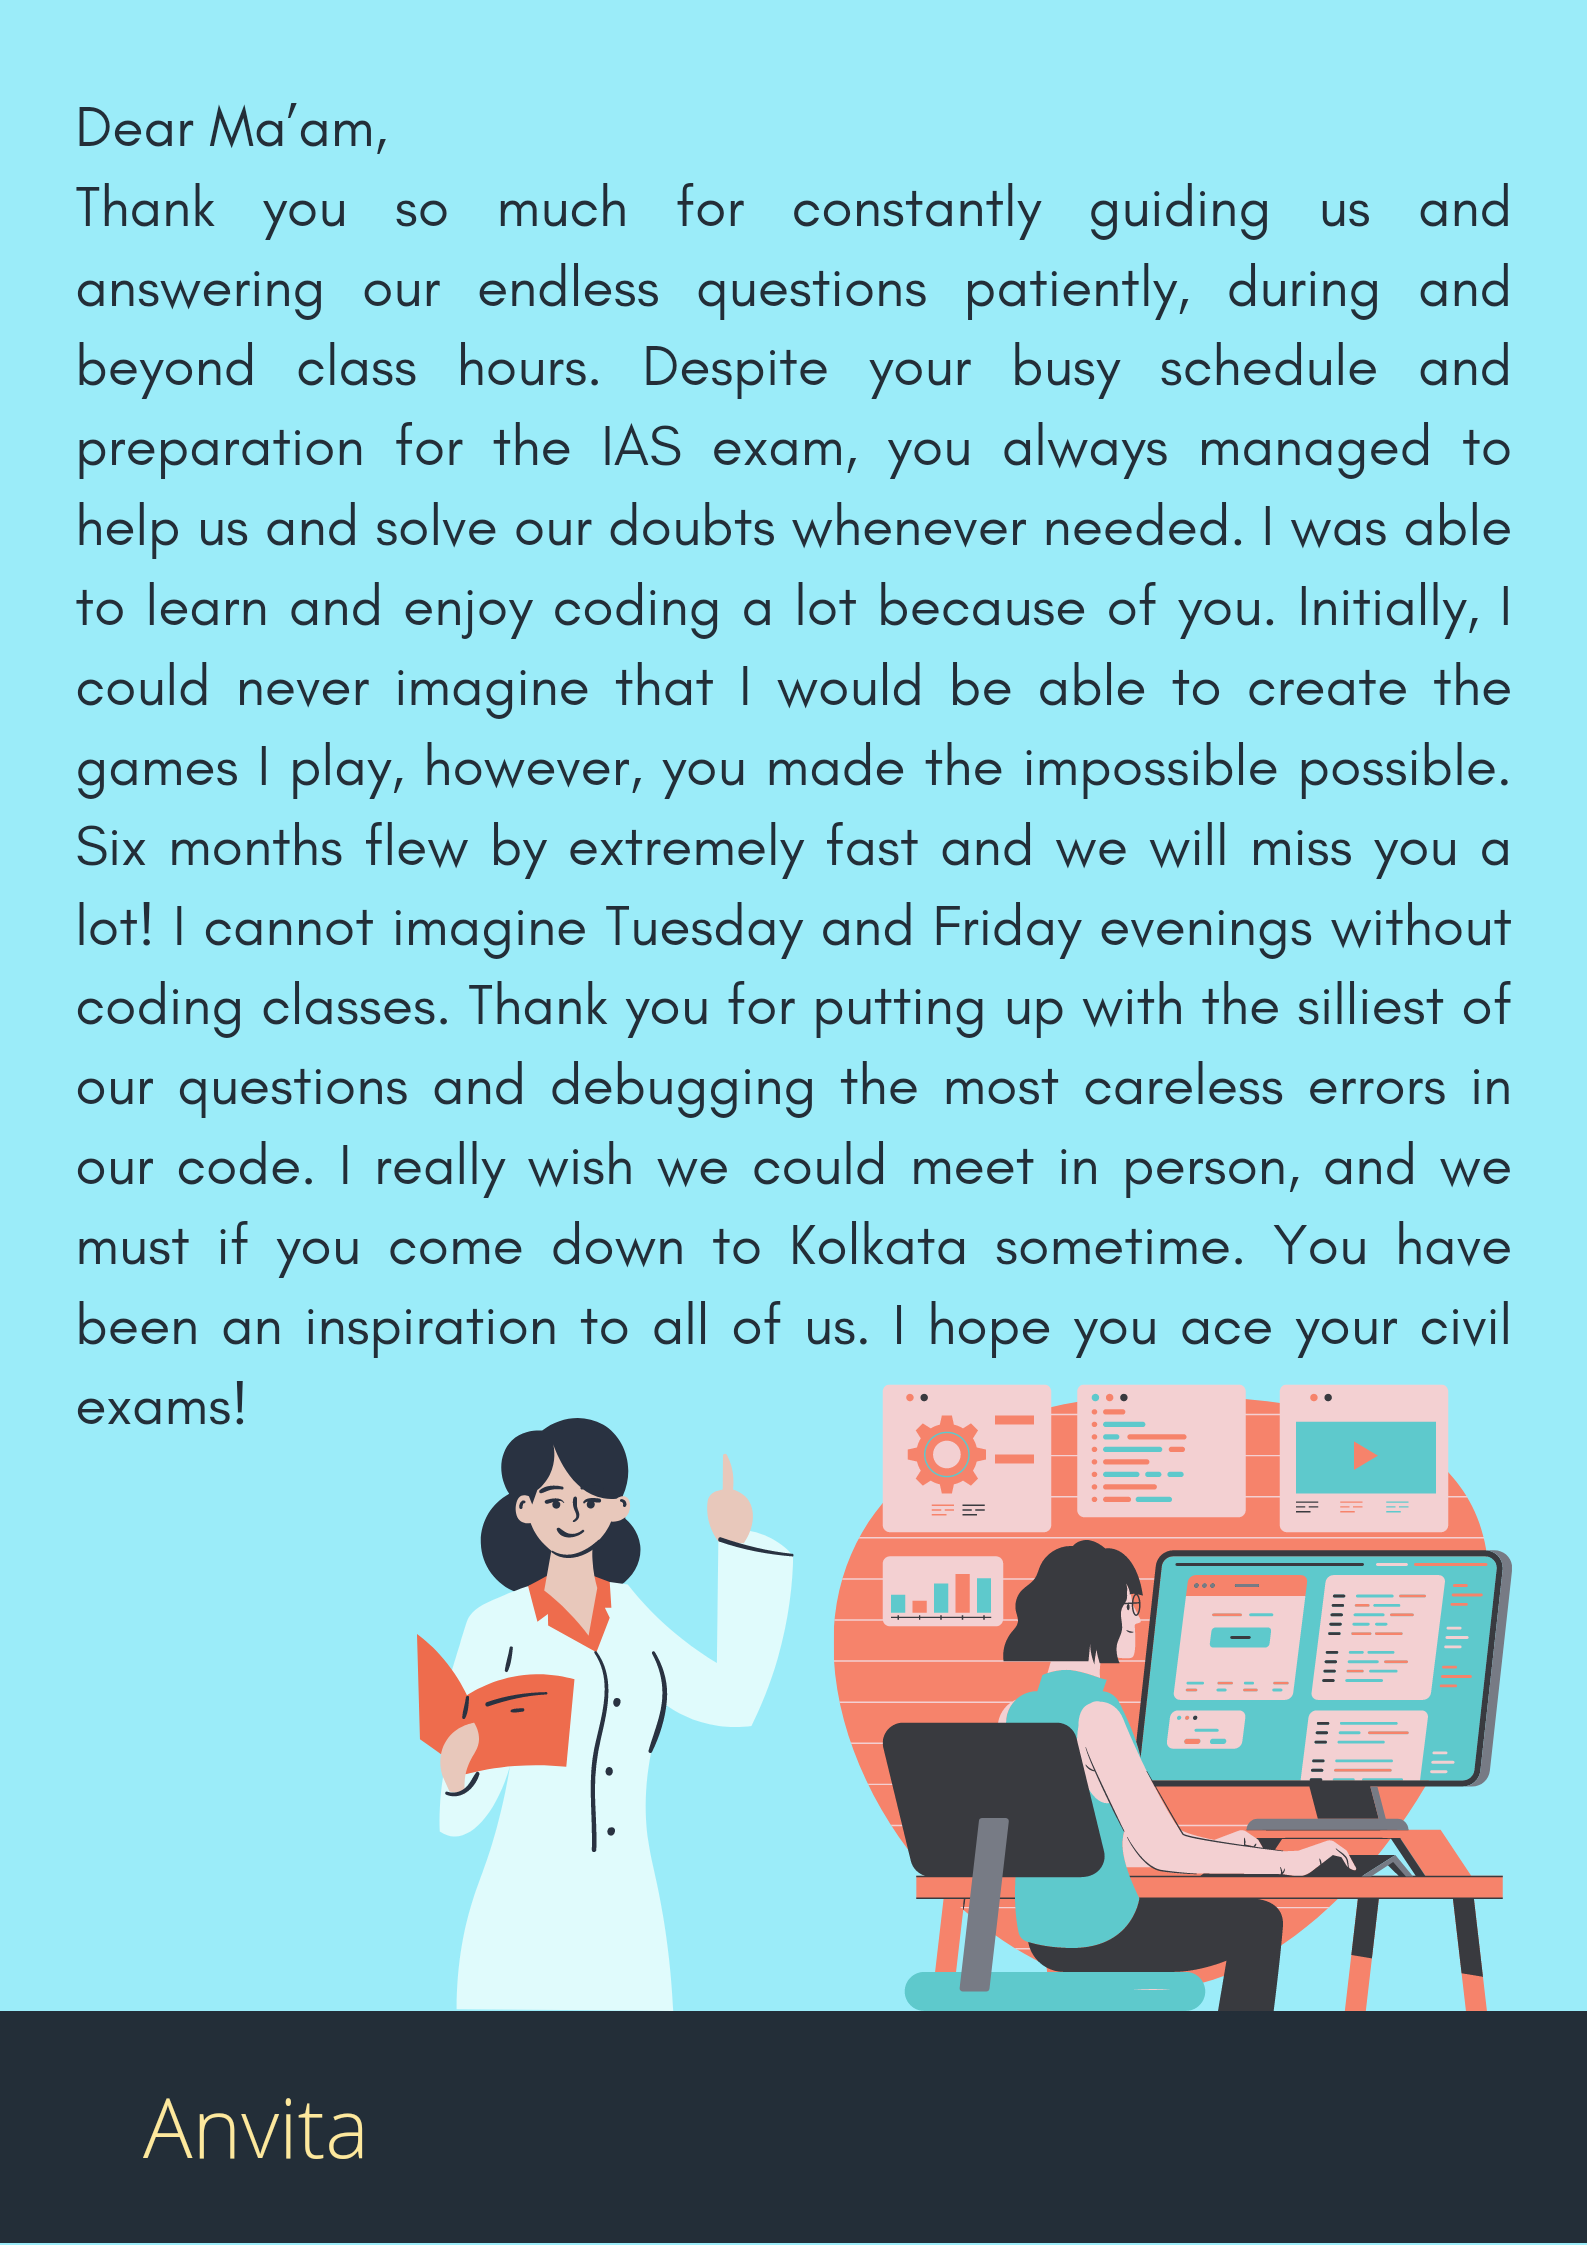 Dear Ma’am,
Thank you so much for constantly guiding us and
answering our endless questions patiently, during and
beyond class hours. Despite your busy schedule and
preparation for the IAS exam, you always managed to
help us and solve our doubts whenever needed. I was able
to learn and enjoy coding a lot because of you. Initially, I
could never imagine that I would be able to create the
games I play, however, you made the impossible possible.
Six months flew by extremely fast and we will miss you a
lot! I cannot imagine Tuesday and Friday evenings without
coding classes. Thank you for putting up with the silliest of
our questions and debugging the most careless errors in
our code. I really wish we could meet in person, and we
must if you come down to Kolkata sometime. You have
been an inspiration to all of us. I hope you ace your civil
exams!
Anvita